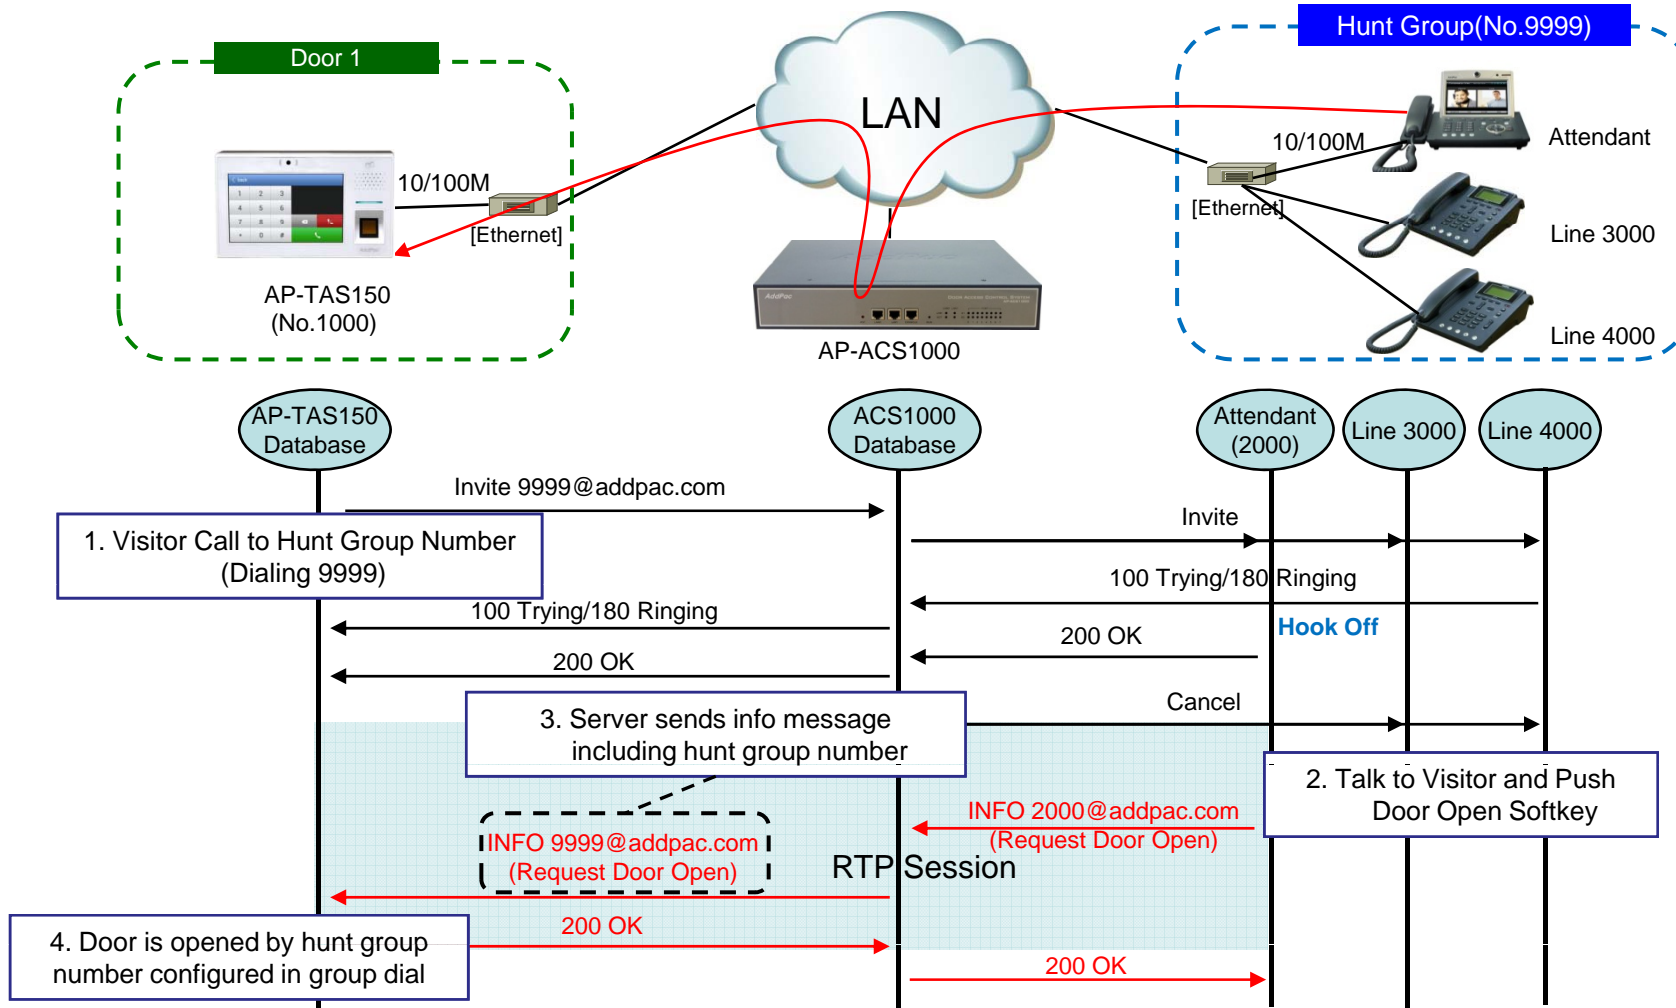 Door 1
Hunt Group(No.9999)
LAN
10/100M
[Ethernet]
AP-TAS150
(No.1000)
AddPac
AP-ACS1000
10/100M
[Ethernet]
Attendant
Line 3000
Line 4000
AP-TAS150
Database
ACS1000
Database
Attendant
(2000)
Line 3000
Line 4000
Invite 9999@addpac.com
1. Visitor Call to Hunt Group Number
(Dialing 9999)
Invite
100 Trying/180 Ringing
100 Trying/180 Ringing
Hook Off
200 OK
200 OK
Cancel
3. Server sends info message
including hunt group number
2. Talk to Visitor and Push
Door Open Softkey
INFO 2000@addpac.com
(Request Door Open)
INFO 9999@addpac.com
(Request Door Open)
RTP Session
200 OK
4. Door is opened by hunt group
number configured in group dial
200 OK